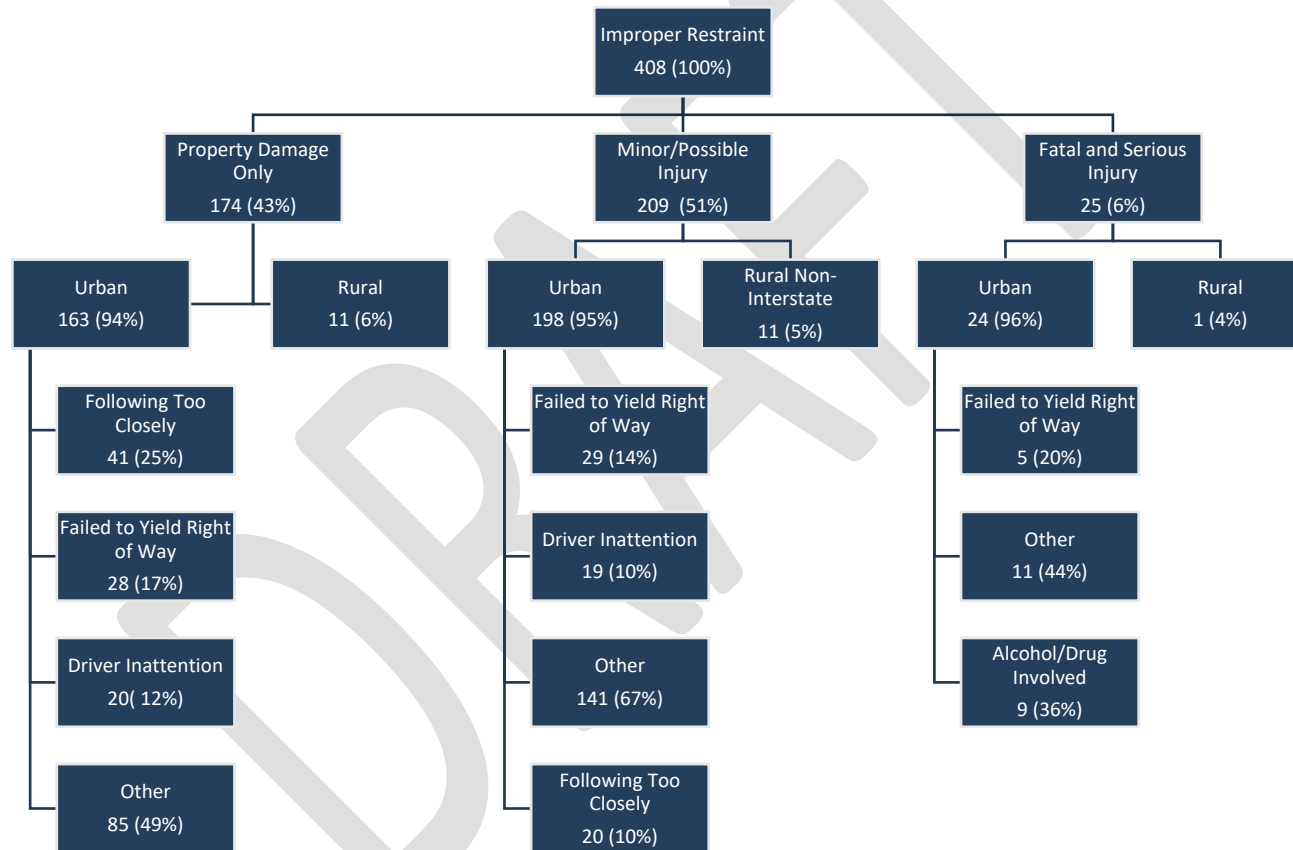 Improper Restraint
408 (100%)
Property Damage
Only
174 (43%)
Minor/Possible
Injury
209 (51%)
Fatal and Serious
Injury
25 (6%)
Urban
163 (94%)
Rural
11 (6%)
Urban
198 (95%)
Rural Non-
Interstate
11 (5%)
Urban
24 (96%)
Rural
1 (4%)
Following Too
Closely
41 (25%)
Failed to Yield Right
of Way
28 (17%)
Driver Inattention
20( 12%)
Other
85 (49%)
Failed to Yield Right
of Way
29 (14%)
Driver Inattention
19 (10%)
Other
141 (67%)
Following Too
Closely
20 (10%)
Failed to Yield Right
of Way
5 (20%)
Other
11 (44%)
Alcohol/Drug
Involved
9 (36%)
DRAFT